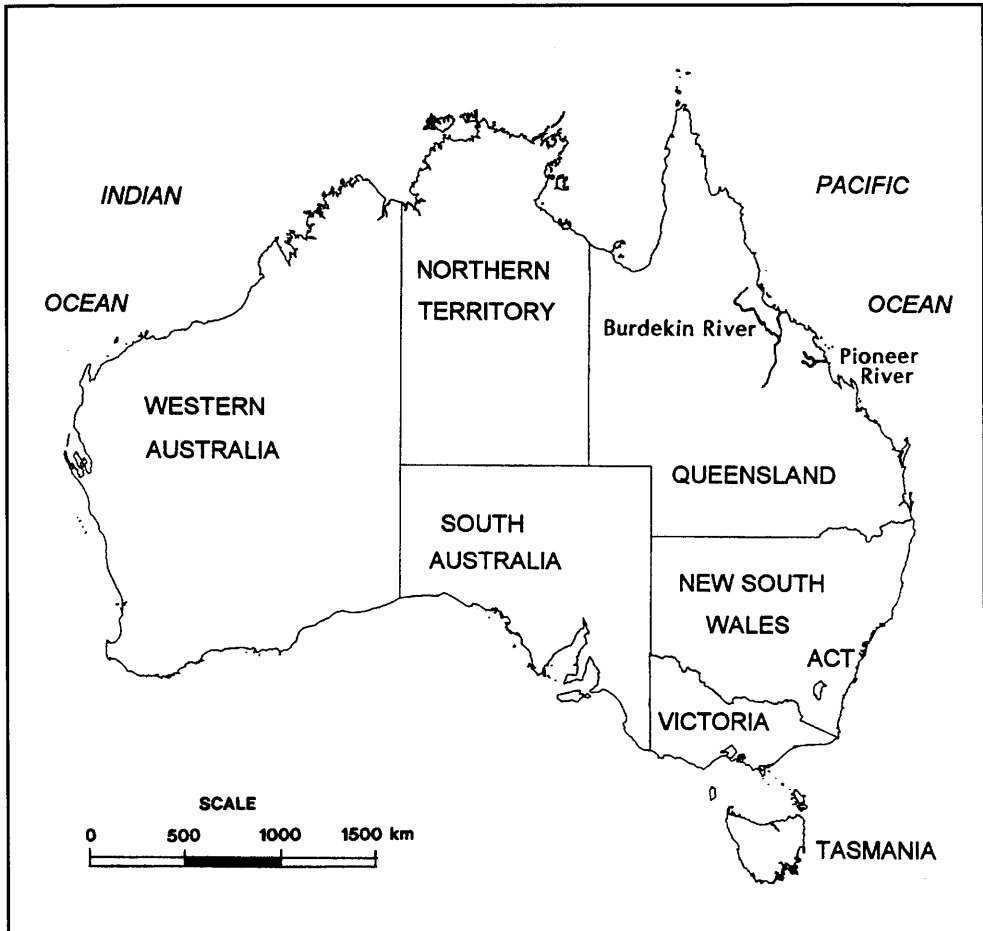 INDIAN
OCEAN
PACIFIC
OCEAN
NORTHERN
TERRITORY
Burdekin River
Pioneer
River
WESTERN
AUSTRALIA
QUEENSLAND
SOUTH
AUSTRALIA
NEW SOUTH
WALES
ACT
VICTORIA
TASMANIA
SCALE
0 500 1000 1500 km